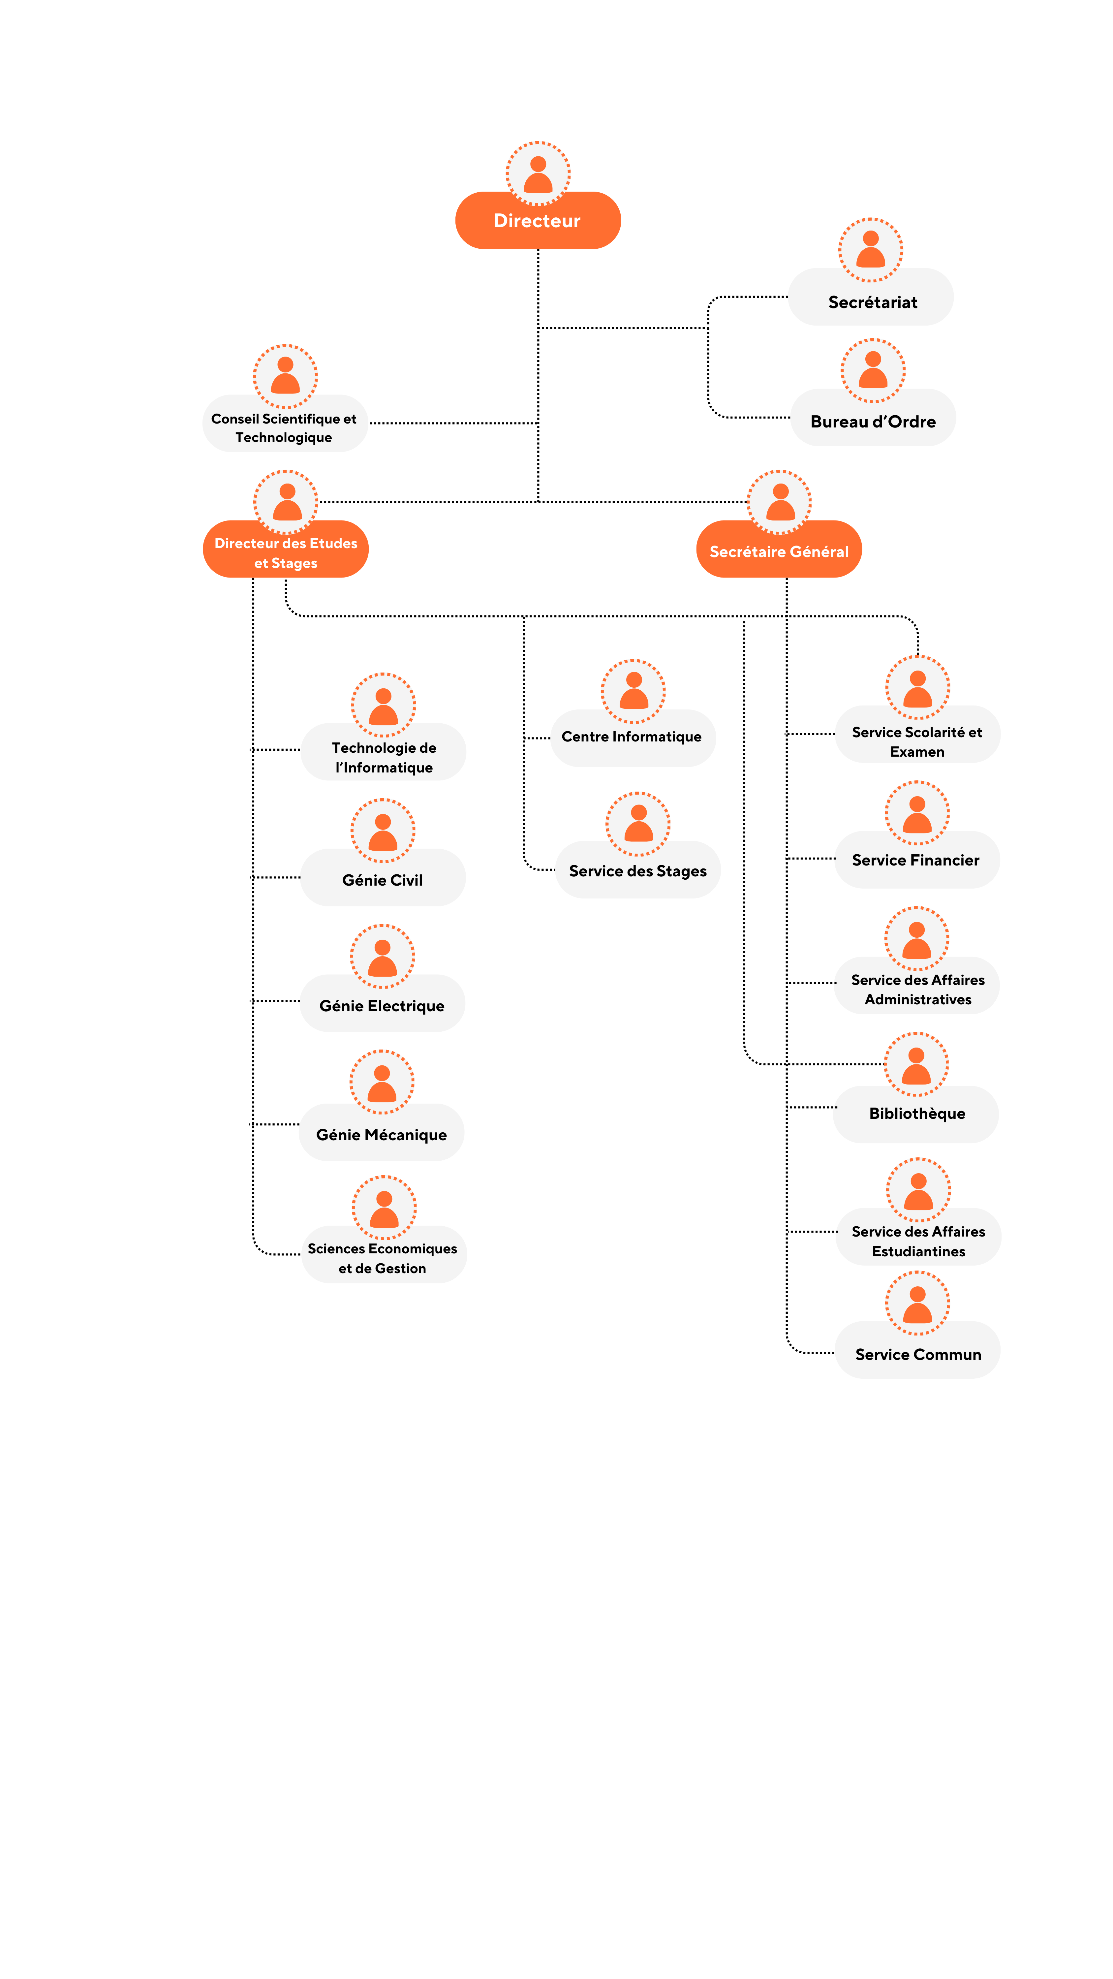 Directeur
Secrétariat
Bureau d'Ordre
Conseil Scientifique et
Technologique
Directeur des Etudes
et Stages
Secrétaire Général
Technologie de
l'Informatique
Génie Civil
Génie Electrique
Génie Mécanique
Sciences Economiques
et de Gestion
Centre Informatique
Service des Stages
Service Scolarité et
Examen
Service Financier
Service des Affaires
Administratives
Bibliothèque
Service des Affaires
Estudiantines
Service Commun